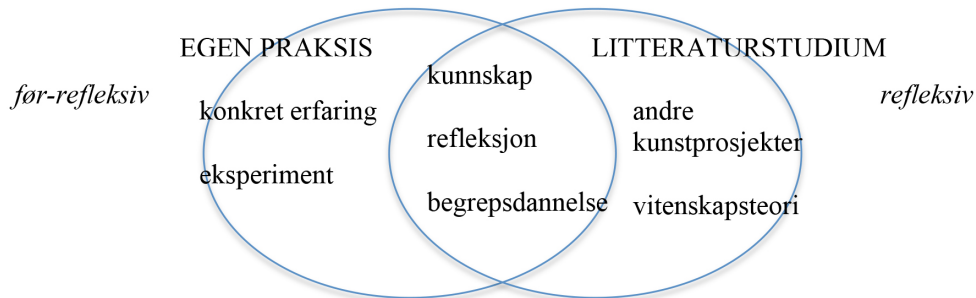 EGEN PRAKSIS
LITTERATURSTUDIUM
før-refleksiv
refleksiv
konkret erfaring
eksperiment
kunnskap
refleksjon
begrepsdannelse
andre
kunstprosjekter
vitenskapsteori